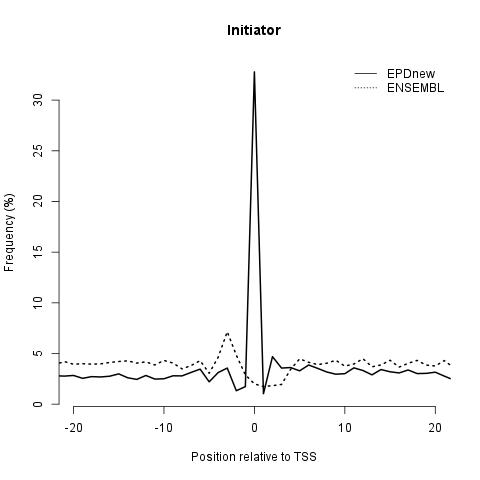 Initiator
EPDnew
ENSEMBL
Frequency (%)
30
25
20
15
10
5
0
-20 -10 0 10 20
Position relative to TSS